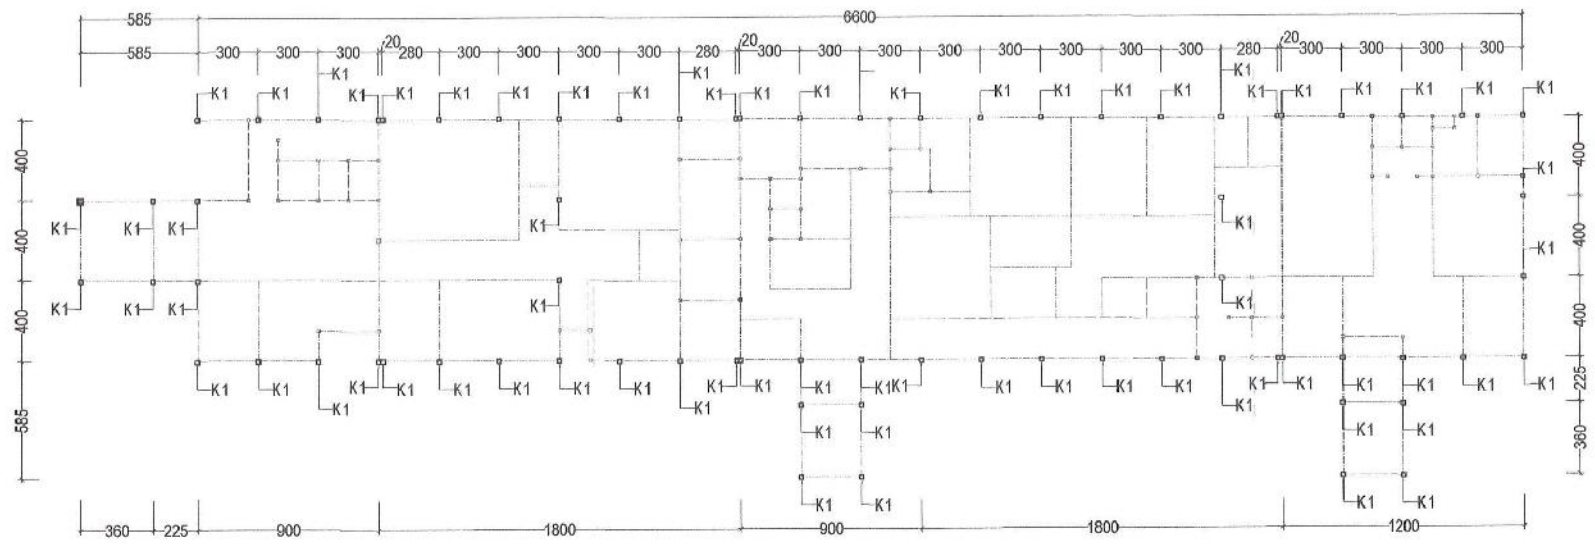 585 6600
20 20 20
585 300 300 300 280 300 300 300 300 280 300 300 300 300 300 300 300 300 280 300 300 300 300
K1 K1 K1
K1 K1 K1 K1 K1 K1 K1 K1 K1 K1 K1 K1 K1 K1 K1 K1 K1 K1 K1 K1 K1 K1
400 400
K1
K1 K1 K1 K1 K1
400 K1 400
K1 K1 K1 K1 K1
400 400
225
K1 K1 K1 K1 K1 K1 K1 K1 K1 K1 K1 K1 K1 K1 K1 K1 K1 K1 K1 K1 K1 K1 K1
K1 K1 K1
585 K1 K1 K1 K1 360
K1 K1 K1 K1
360 225 900 1800 900 1800 1200